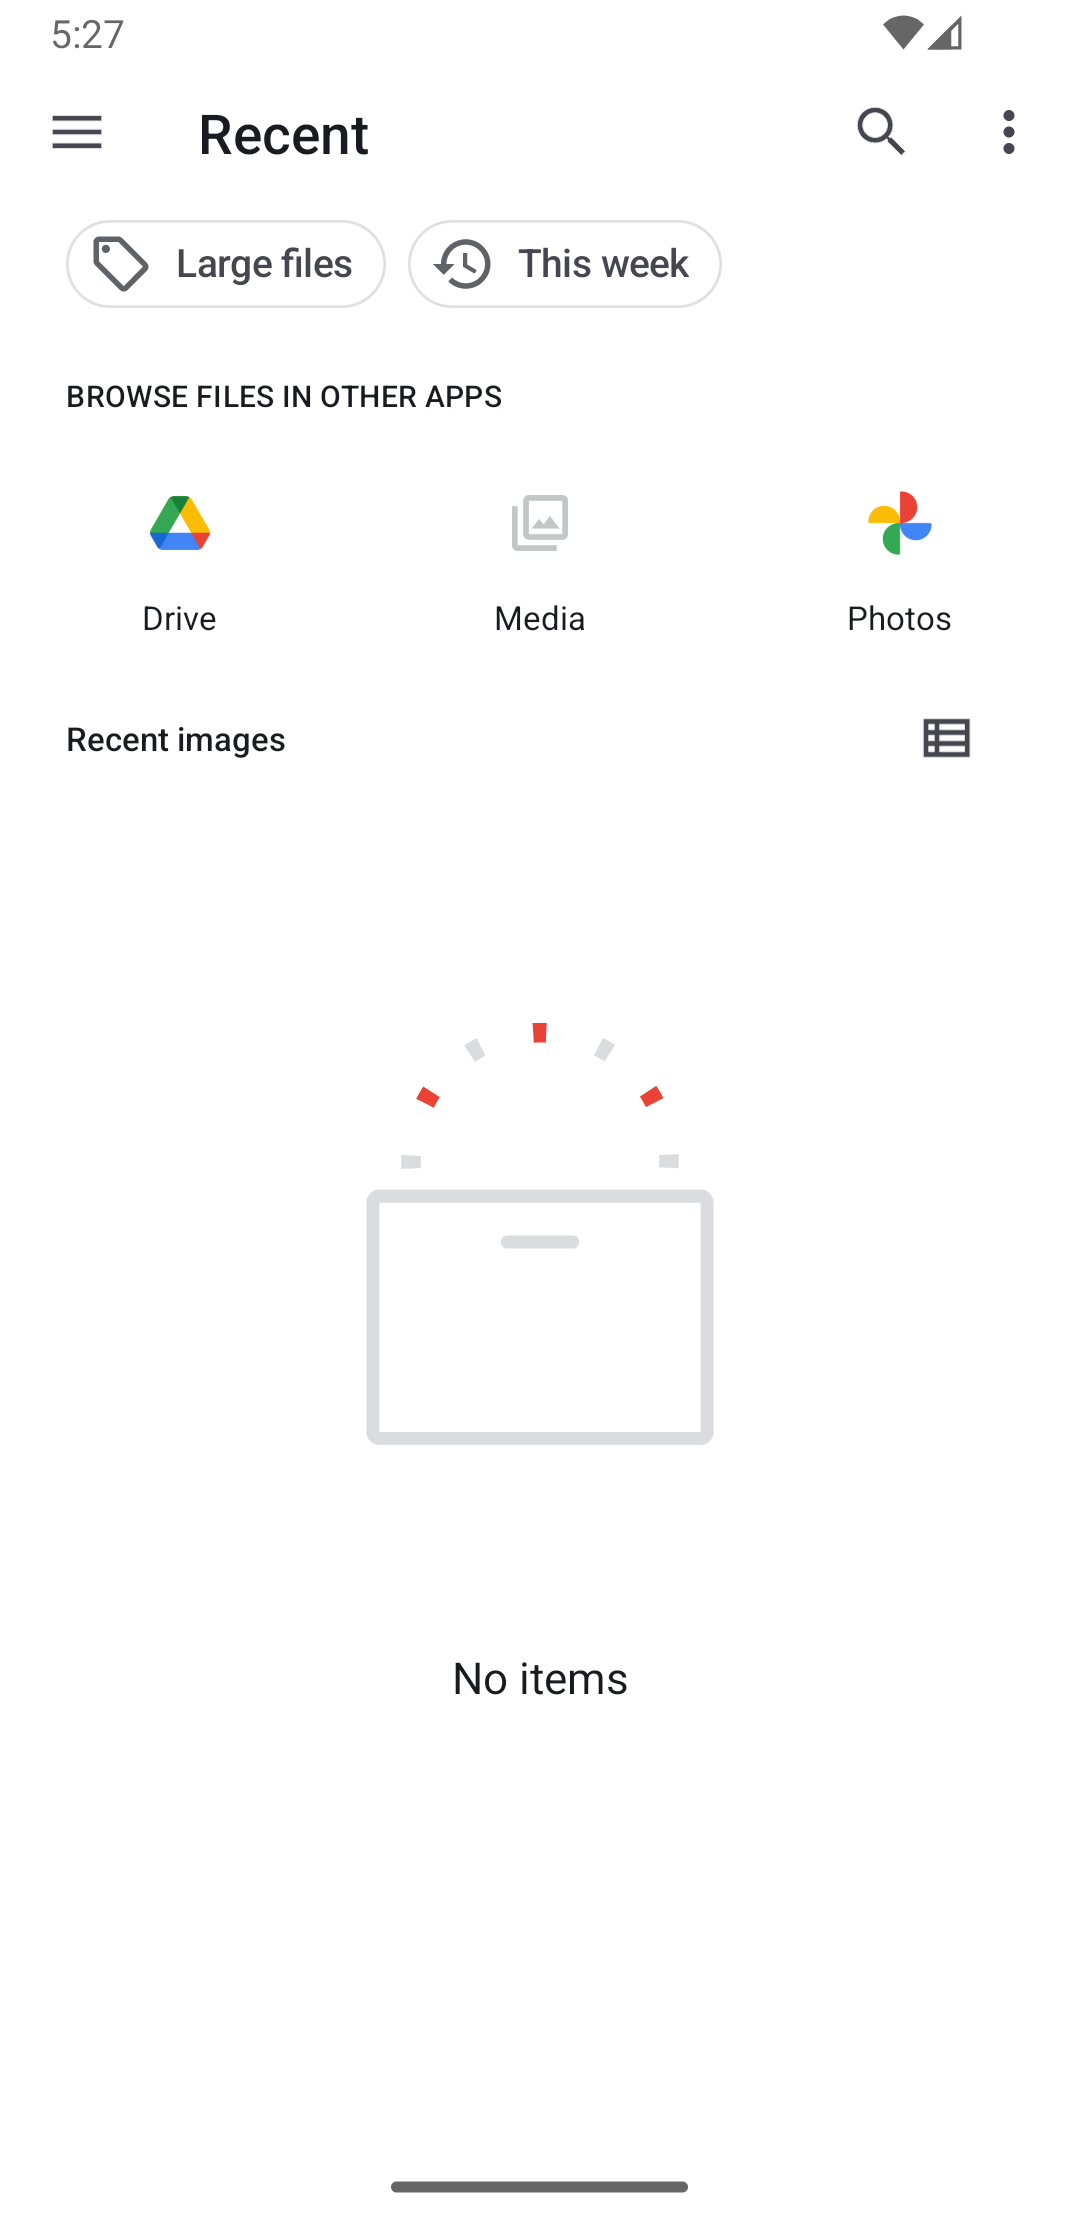 5:27
Recent
Large files
This week
BROWSE FILES IN OTHER APPS
Drive
Media
Photos
Recent images
No items